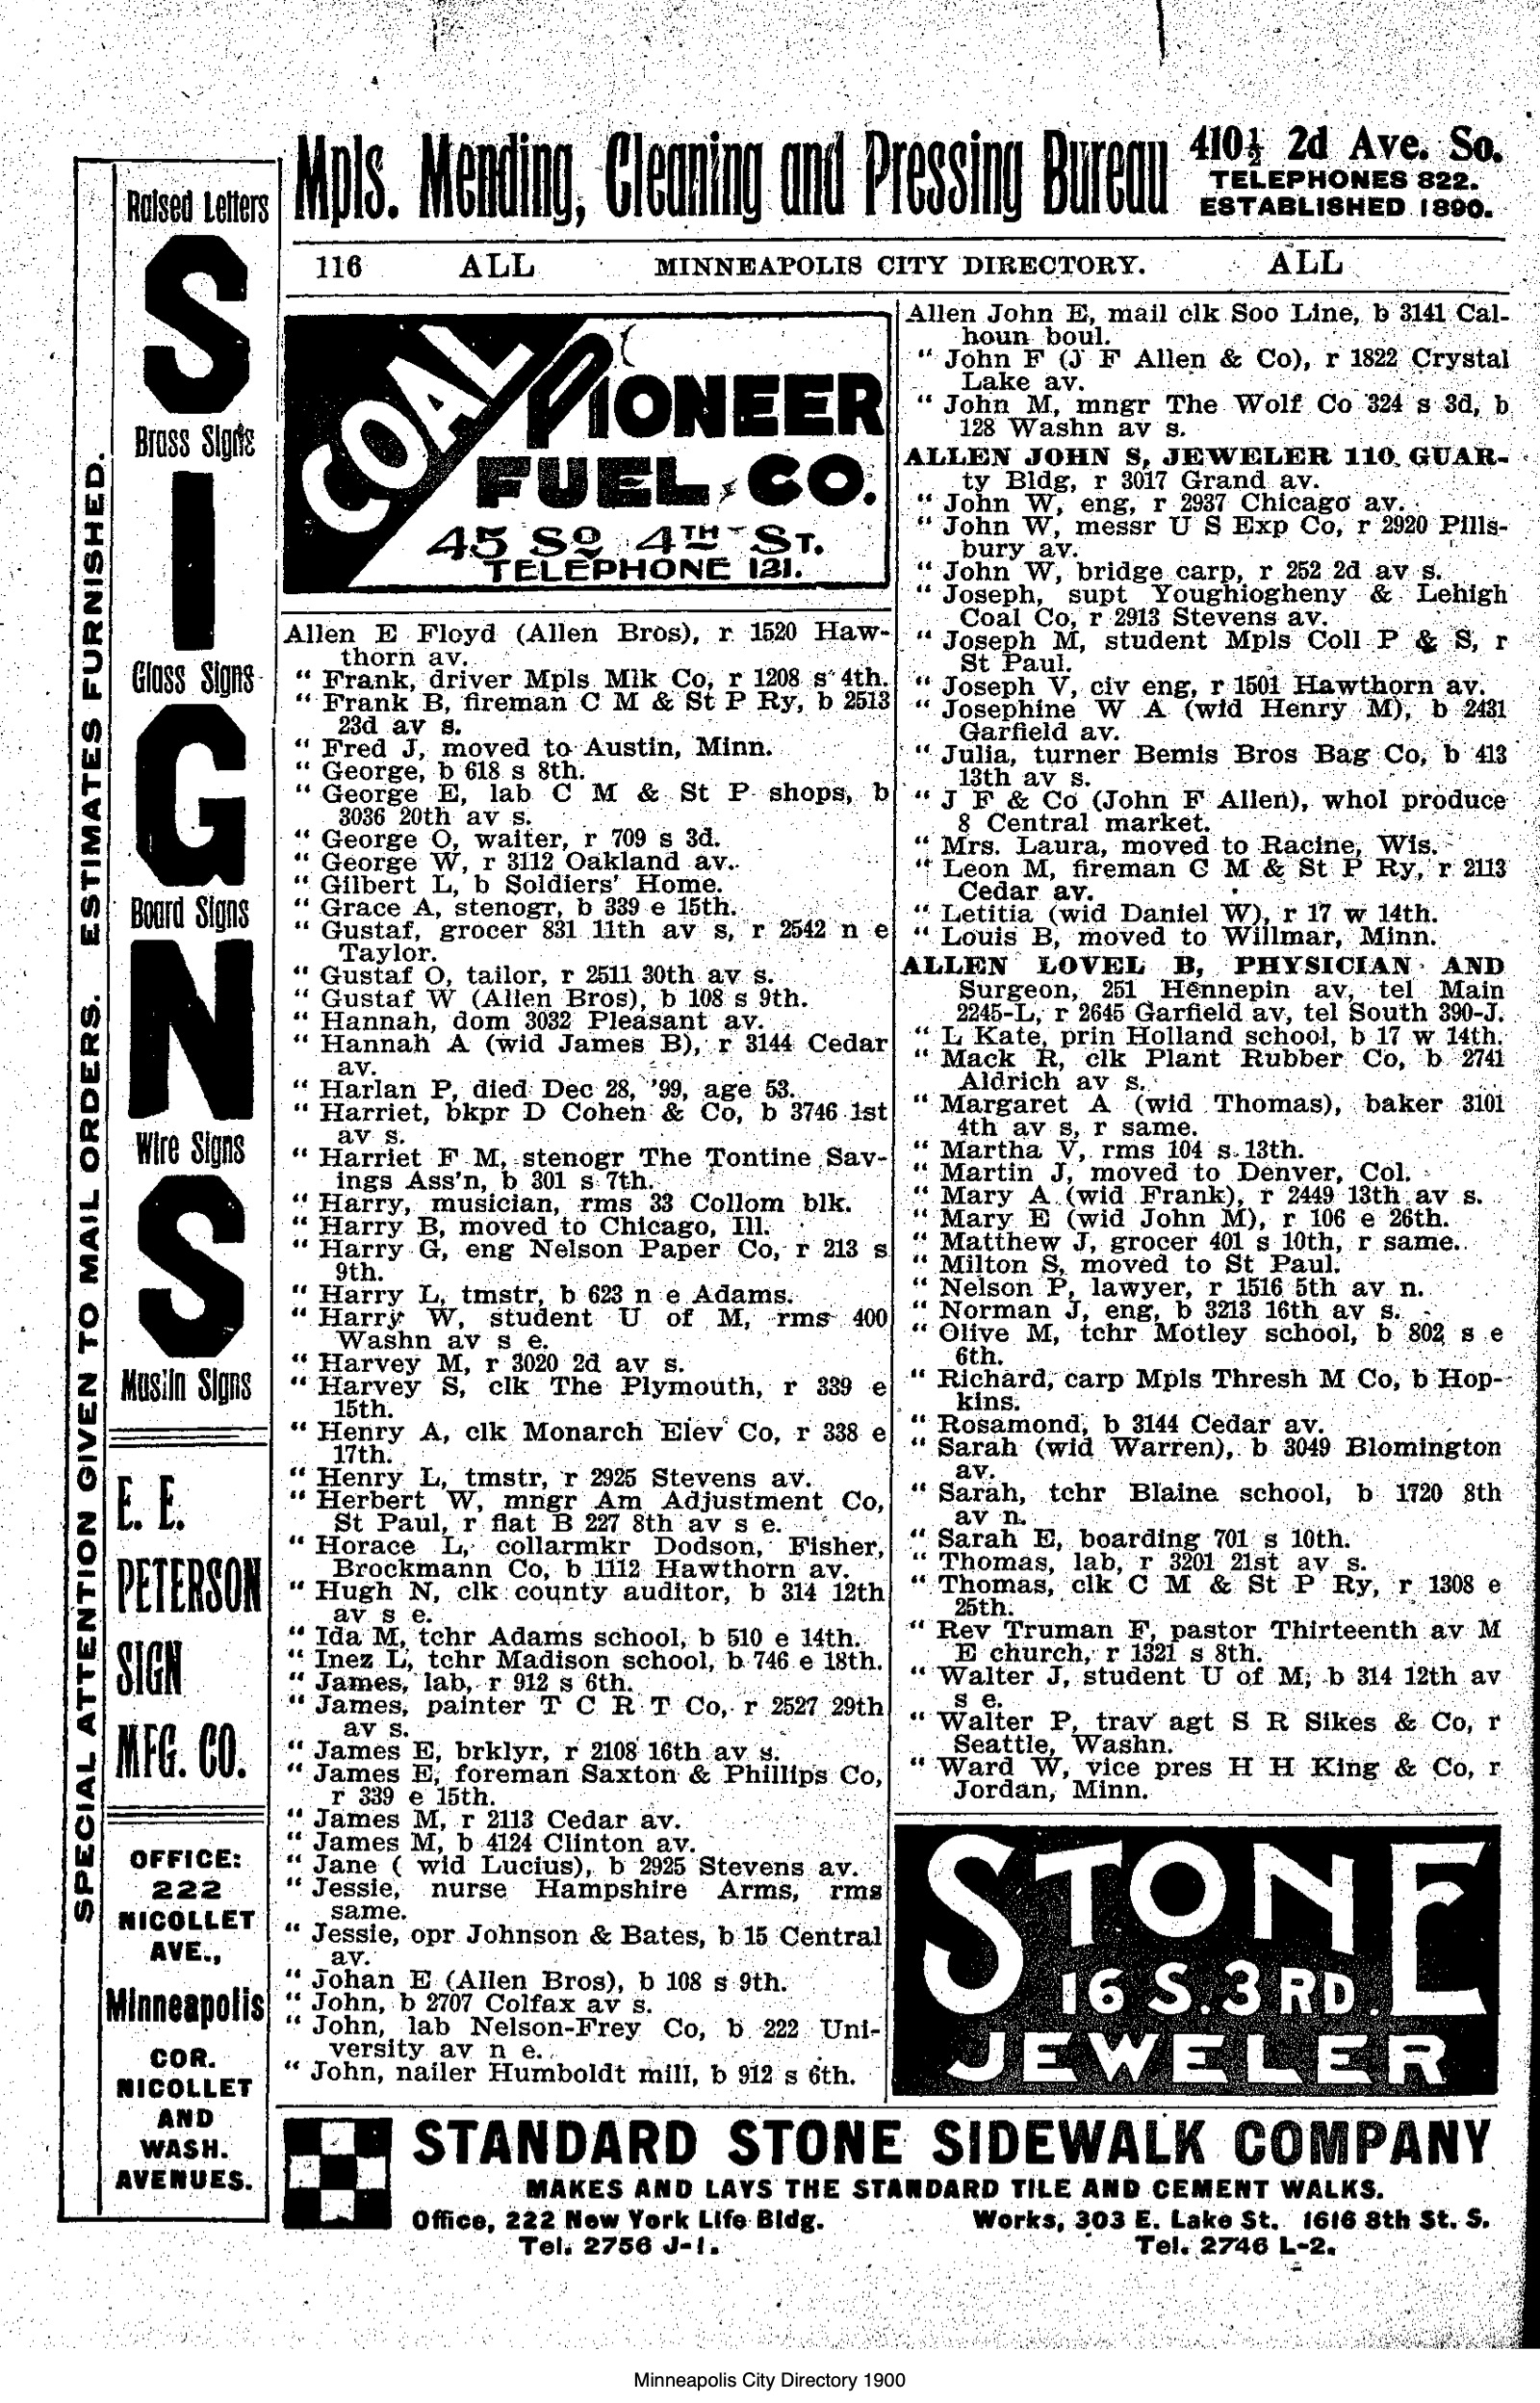 Mpls. Mending, Cleaning and Pressing Bureau
410½ 2d Ave. So.
TELEPHONES 822.
ESTABLISHED 1890.
116 ALL MINNEAPOLIS CITY DIRECTORY. ALL
SPECIAL ATTENTION GIVEN TO MAIL ORDERS. ESTIMATES FURNISHED.
Raised Letters
S
Brass Signs
I
Glass Signs
G
Board Signs
N
Wire Signs
S
Muslin Signs
E. E.
PETERSON
SIGN
MFG. CO.
OFFICE:
222
NICOLLET
AVE.,
Minneapolis
COR.
NICOLLET
AND
WASH.
AVENUES.
COAL
PIONEER
FUEL CO.
45 So 4TH ST.
TELEPHONE 121.
Allen E Floyd (Allen Bros), r 1520 Haw-
thorn av.
" Frank, driver Mpls Mlk Co, r 1208 s 4th.
" Frank B, fireman C M & St P Ry, b 2513
23d av s.
" Fred J, moved to Austin, Minn.
" George, b 618 s 8th.
" George E, lab C M & St P shops, b
3036 20th av s.
" George O, waiter, r 709 s 3d.
" George W, r 3112 Oakland av.
" Gilbert L, b Soldiers' Home.
" Grace A, stenogr, b 339 e 15th.
" Gustaf, grocer 831 11th av s, r 2542 n e
Taylor.
" Gustaf O, tailor, r 2511 30th av s.
" Gustaf W (Allen Bros), b 108 s 9th.
" Hannah, dom 3032 Pleasant av.
" Hannah A (wid James B), r 3144 Cedar
av.
" Harlan P, died Dec 28, '99, age 53.
" Harriet, bkpr D Cohen & Co, b 3746 1st
av s.
" Harriet F M, stenogr The Tontine Sav-
ings Ass'n, b 301 s 7th.
" Harry, musician, rms 33 Collom blk.
" Harry B, moved to Chicago, Ill.
" Harry G, eng Nelson Paper Co, r 213 s
9th.
" Harry L, tmstr, b 623 n e Adams.
" Harry W, student U of M, rms 400
Washn av s e.
" Harvey M, r 3020 2d av s.
" Harvey S, clk The Plymouth, r 339 e
15th.
" Henry A, clk Monarch Elev Co, r 338 e
17th.
" Henry L, tmstr, r 2925 Stevens av.
" Herbert W, mngr Am Adjustment Co,
St Paul, r flat B 227 8th av s e.
" Horace L, collarmkr Dodson, Fisher,
Brockmann Co, b 1112 Hawthorn av.
" Hugh N, clk county auditor, b 314 12th
av s e.
" Ida M, tchr Adams school, b 510 e 14th.
" Inez L, tchr Madison school, b 746 e 18th.
" James, lab, r 912 s 6th.
" James, painter T C R T Co, r 2527 29th
av s.
" James E, brklyr, r 2108 16th av s.
" James E, foreman Saxton & Phillips Co,
r 339 e 15th.
" James M, r 2113 Cedar av.
" James M, b 4124 Clinton av.
" Jane ( wid Lucius), b 2925 Stevens av.
" Jessie, nurse Hampshire Arms, rms
same.
" Jessie, opr Johnson & Bates, b 15 Central
av.
" Johan E (Allen Bros), b 108 s 9th.
" John, b 2707 Colfax av s.
" John, lab Nelson-Frey Co, b 222 Uni-
versity av n e.
" John, nailer Humboldt mill, b 912 s 6th.
Allen John E, mail clk Soo Line, b 3141 Cal-
houn boul.
" John F (J F Allen & Co), r 1822 Crystal
Lake av.
" John M, mngr The Wolf Co 324 s 3d, b
128 Washn av s.
ALLEN JOHN S, JEWELER 110 GUAR-
ty Bldg, r 3017 Grand av.
" John W, eng, r 2937 Chicago av.
" John W, messr U S Exp Co, r 2920 Pills-
bury av.
" John W, bridge carp, r 252 2d av s.
" Joseph, supt Youghiogheny & Lehigh
Coal Co, r 2913 Stevens av.
" Joseph M, student Mpls Coll P & S, r
St Paul.
" Joseph V, civ eng, r 1501 Hawthorn av.
" Josephine W A (wid Henry M), b 2431
Garfield av.
" Julia, turner Bemis Bros Bag Co, b 413
13th av s.
" J F & Co (John F Allen), whol produce
8 Central market.
" Mrs. Laura, moved to Racine, Wis.
" Leon M, fireman C M & St P Ry, r 2113
Cedar av.
" Letitia (wid Daniel W), r 17 w 14th.
" Louis B, moved to Willmar, Minn.
ALLEN LOVEL B, PHYSICIAN AND
Surgeon, 251 Hennepin av, tel Main
2245-L, r 2645 Garfield av, tel South 390-J.
" L Kate, prin Holland school, b 17 w 14th.
" Mack R, clk Plant Rubber Co, b 2741
Aldrich av s.
" Margaret A (wid Thomas), baker 3101
4th av s, r same.
" Martha V, rms 104 s 13th.
" Martin J, moved to Denver, Col.
" Mary A (wid Frank), r 2449 13th av s.
" Mary E (wid John M), r 106 e 26th.
" Matthew J, grocer 401 s 10th, r same.
" Milton S, moved to St Paul.
" Nelson P, lawyer, r 1516 5th av n.
" Norman J, eng, b 3213 16th av s.
" Olive M, tchr Motley school, b 802 s e
6th.
" Richard, carp Mpls Thresh M Co, b Hop-
kins.
" Rosamond, b 3144 Cedar av.
" Sarah (wid Warren), b 3049 Blomington
av.
" Sarah, tchr Blaine school, b 1720 8th
av n.
" Sarah E, boarding 701 s 10th.
" Thomas, lab, r 3201 21st av s.
" Thomas, clk C M & St P Ry, r 1308 e
25th.
" Rev Truman F, pastor Thirteenth av M
E church, r 1321 s 8th.
" Walter J, student U of M, b 314 12th av
s e.
" Walter P, trav agt S R Sikes & Co, r
Seattle, Washn.
" Ward W, vice pres H H King & Co, r
Jordan, Minn.
STONE
16 S. 3RD.
JEWELER
STANDARD STONE SIDEWALK COMPANY
MAKES AND LAYS THE STANDARD TILE AND CEMENT WALKS.
Office, 222 New York Life Bldg. Works, 303 E. Lake St. 1616 8th St. S.
Tel. 2756 J-1. Tel. 2746 L-2.
Minneapolis City Directory 1900